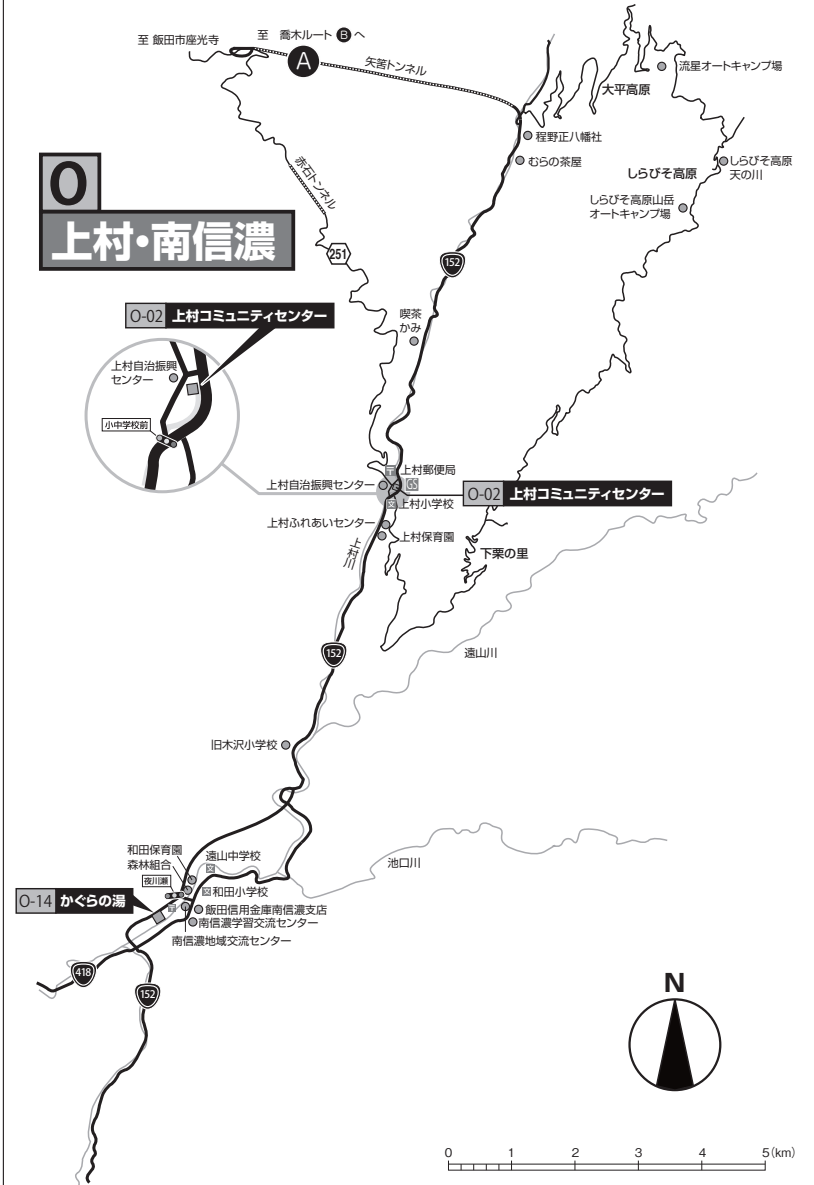 至 飯田市座光寺
至 喬木ルート B へ
A
矢筈トンネル
流星オートキャンプ場
大平高原
程野正八幡社
むらの茶屋
しらびそ高原
しらびそ高原
天の川
しらびそ高原山岳
オートキャンプ場
赤石トンネル
O
上村・南信濃
251
152
O-02 上村コミュニティセンター
喫茶
かみ
上村自治振興
センター
小中学校前
上村郵便局
上村自治振興センター
GS
O-02 上村コミュニティセンター
文
上村小学校
上村ふれあいセンター
上村保育園
上村川
下栗の里
152
遠山川
旧木沢小学校
和田保育園
森林組合
遠山中学校
文
池口川
夜川瀬
文
和田小学校
O-14 かぐらの湯
飯田信用金庫南信濃支店
南信濃学習交流センター
南信濃地域交流センター
418
152
N
0 1 2 3 4 5(km)